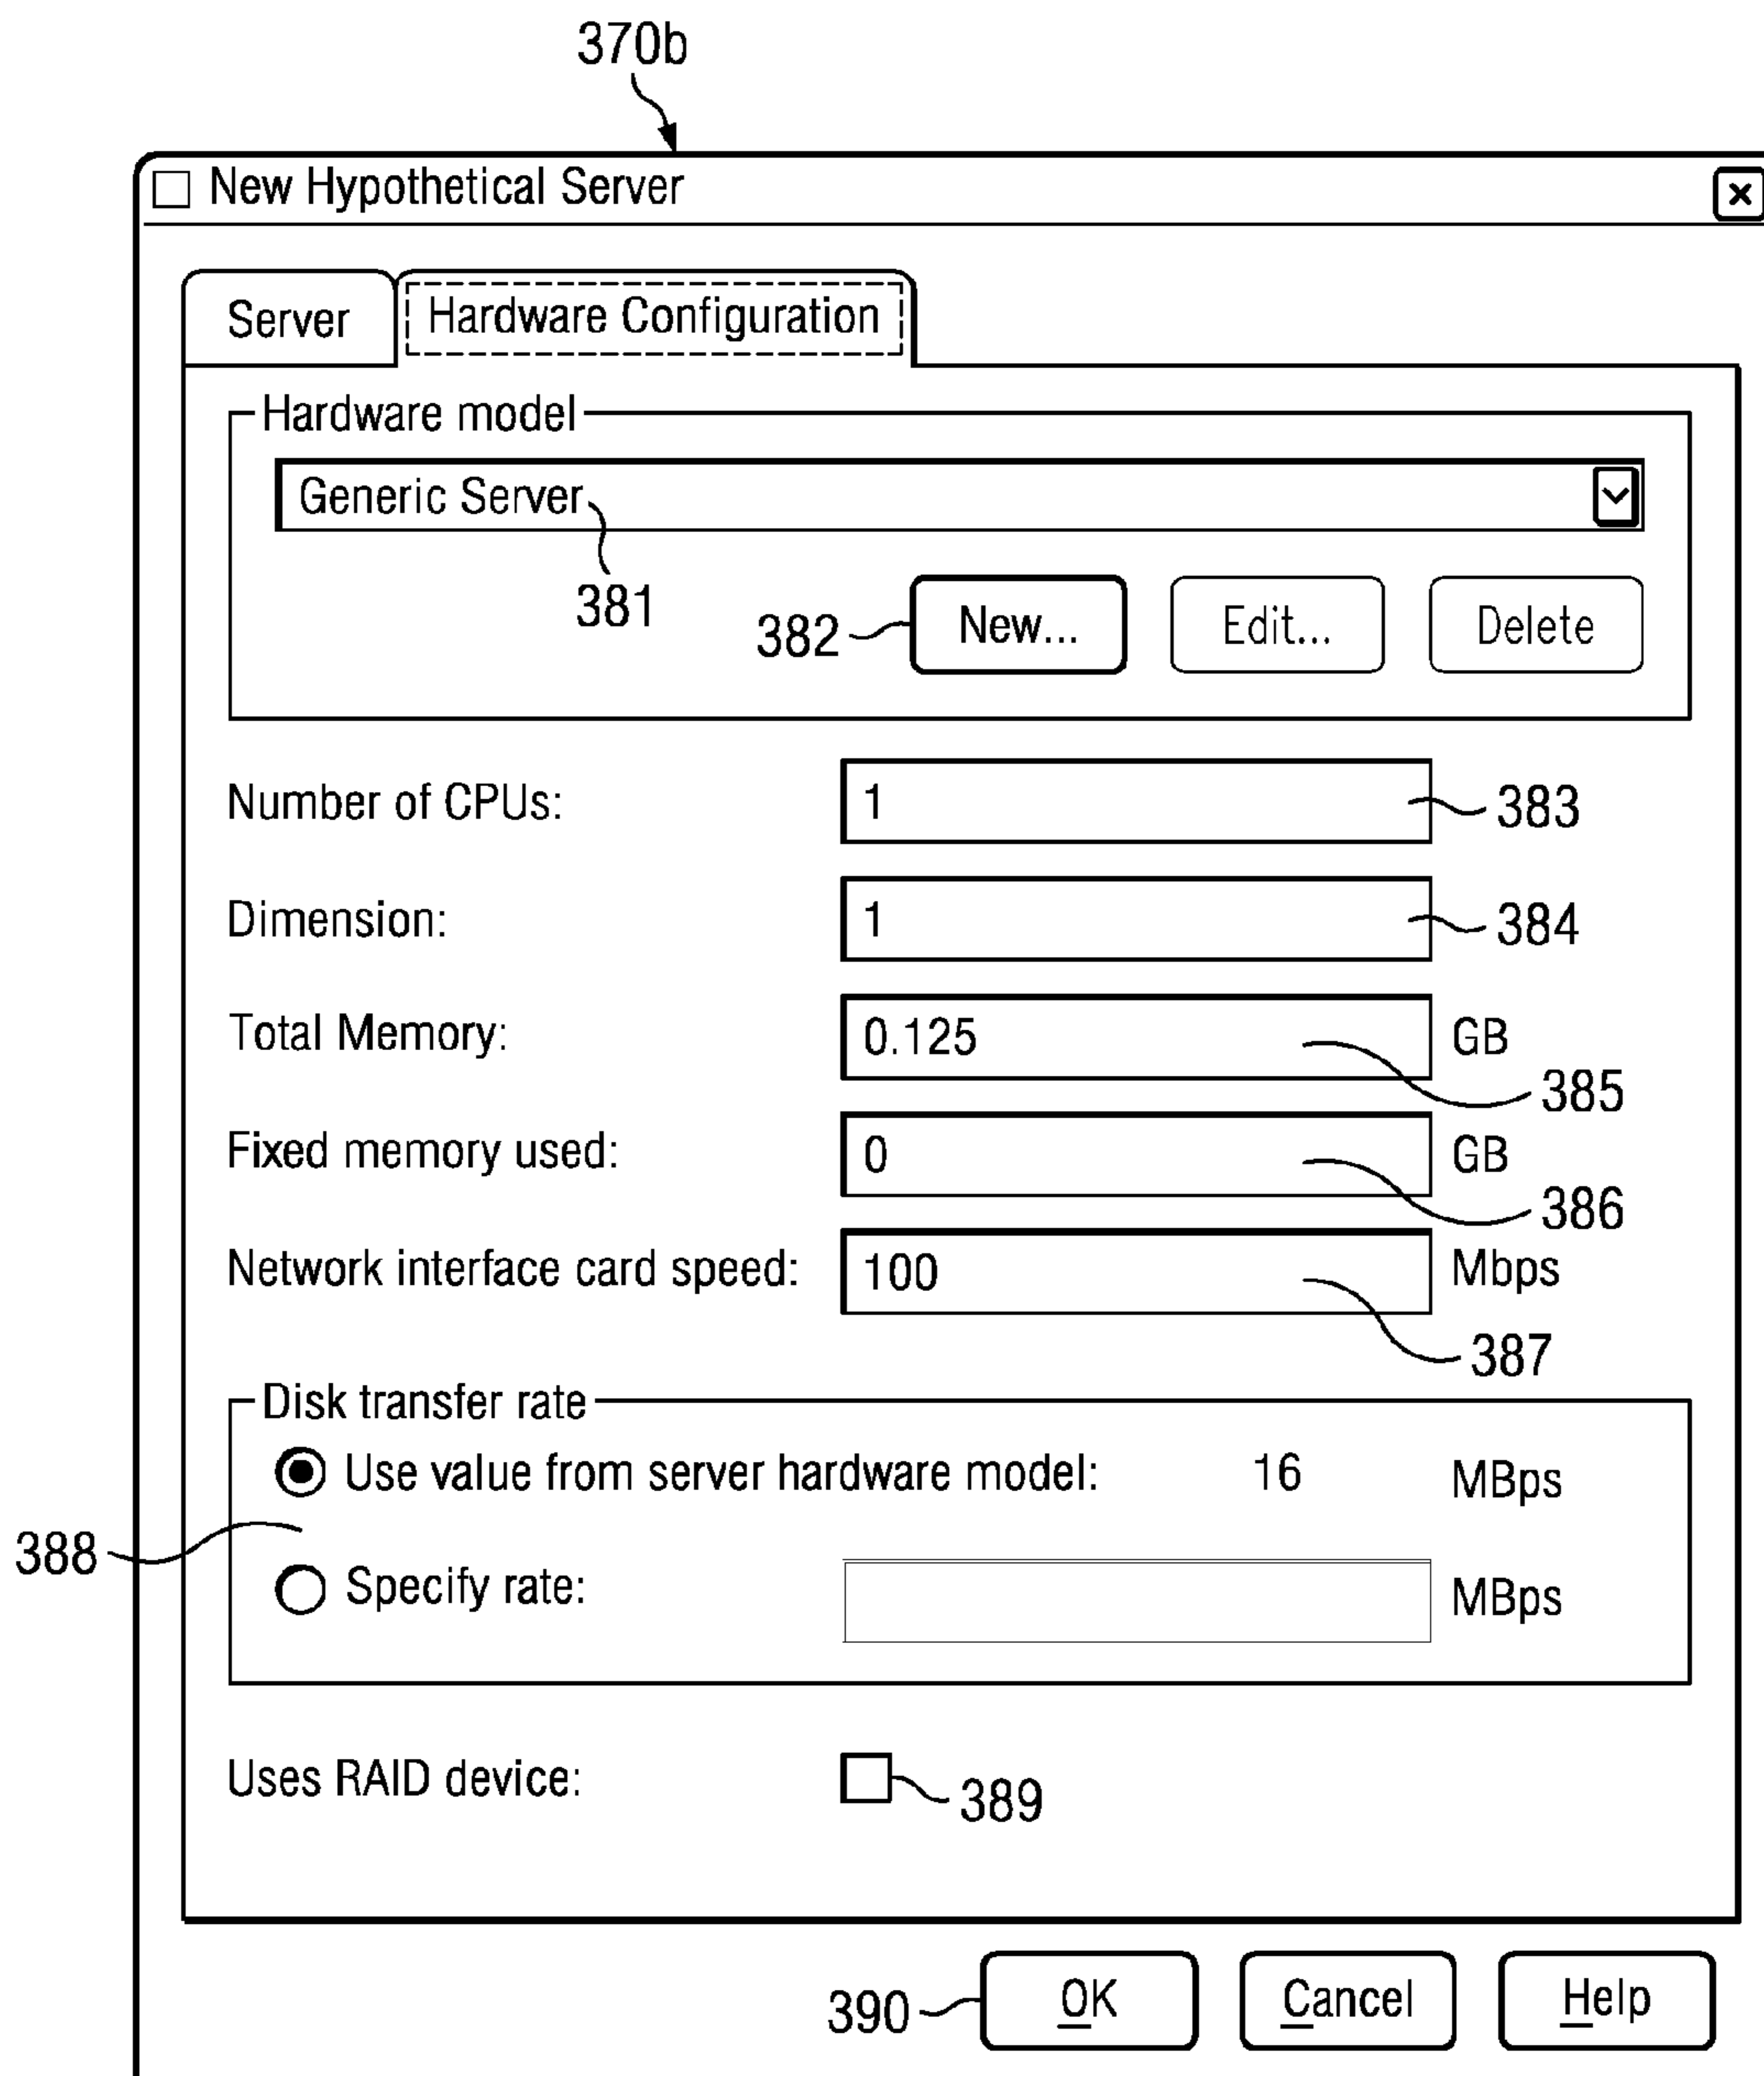 370b
New Hypothetical Server
Server Hardware Configuration
Hardware model
Generic Server
381
382 New... Edit... Delete
Number of CPUs: 1 383
Dimension: 1 384
Total Memory: 0.125 GB
385
Fixed memory used: 0 GB
386
Network interface card speed: 100 Mbps
387
Disk transfer rate
Use value from server hardware model: 16 MBps
388
Specify rate: MBps
Uses RAID device: 389
390 OK Cancel Help